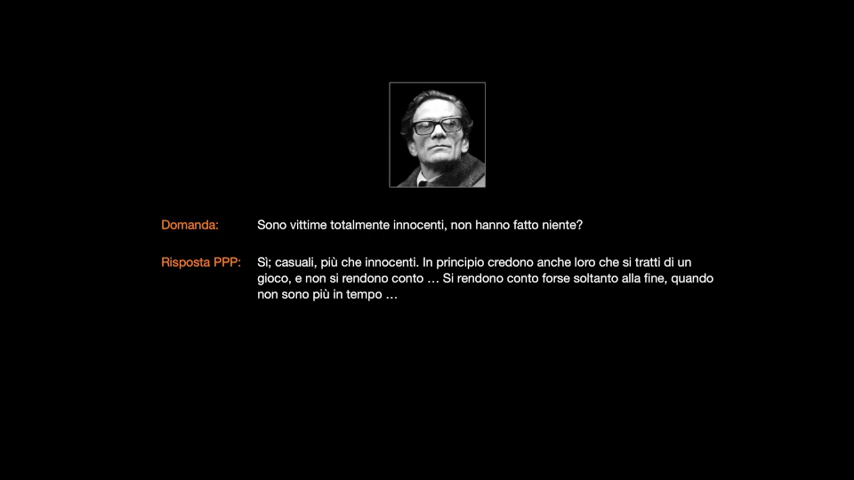 Domanda: Sono vittime totalmente innocenti, non hanno fatto niente?
Risposta PPP: Sì; casuali, più che innocenti. In principio credono anche loro che si tratti di un
gioco, e non si rendono conto … Si rendono conto forse soltanto alla fine, quando
non sono più in tempo …